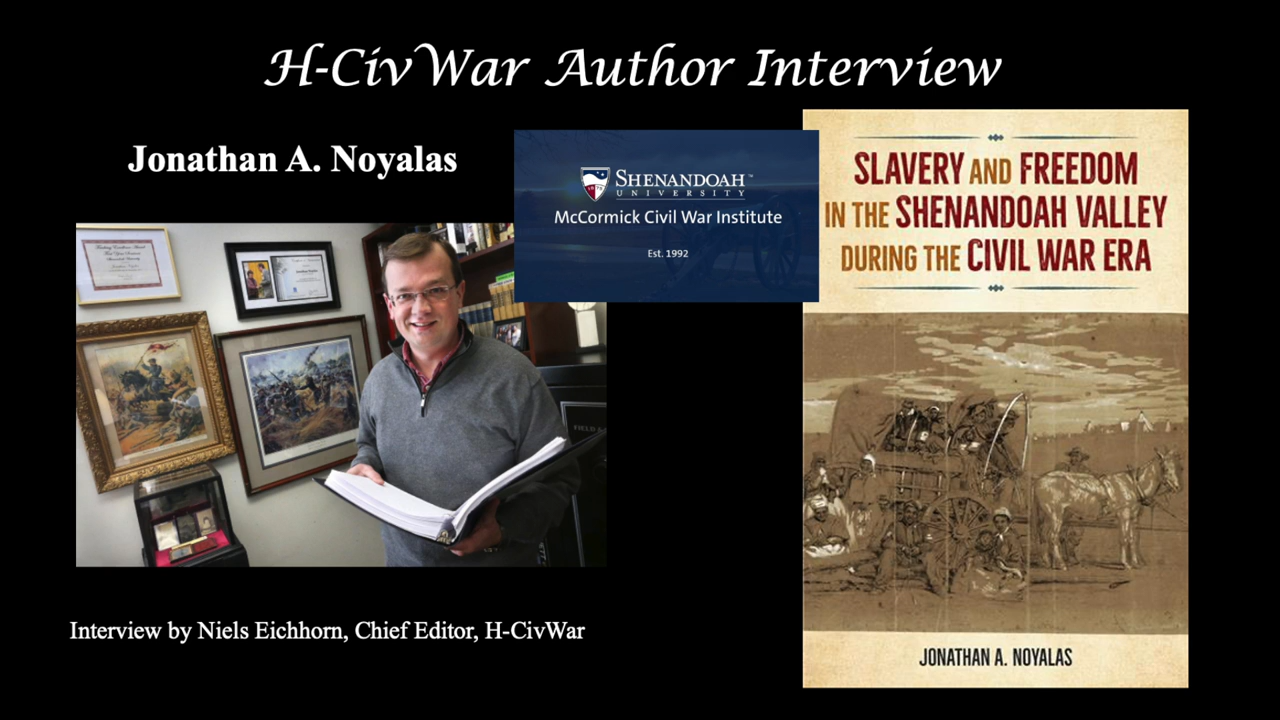 H-CivWar Author Interview
Jonathan A. Noyalas
SHENANDOAH™
UNIVERSITY
McCormick Civil War Institute
Est. 1992
SLAVERY AND FREEDOM
IN THE SHENANDOAH VALLEY
DURING THE CIVIL WAR ERA
JONATHAN A. NOYALAS
Interview by Niels Eichhorn, Chief Editor, H-CivWar